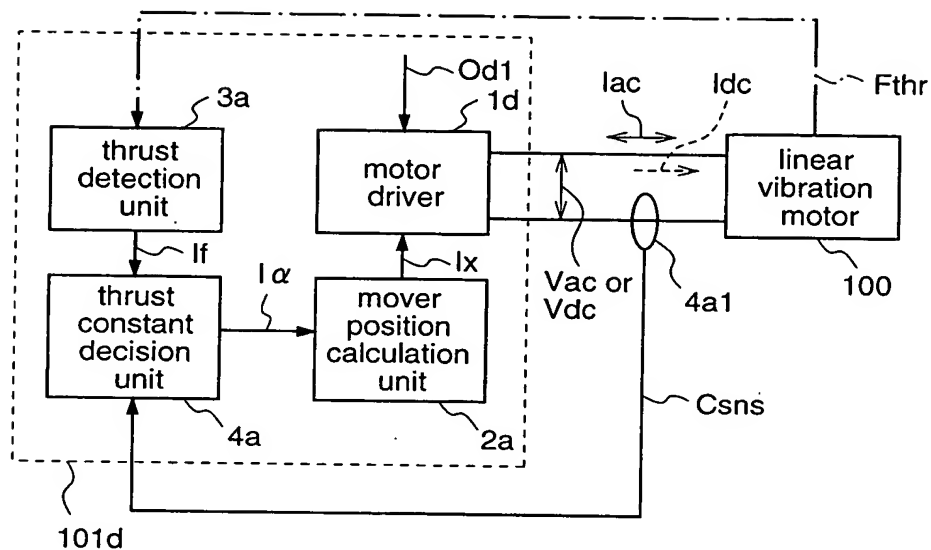 Od1
3a
1d
Iac
Idc
Fthr
thrust
detection
unit
motor
driver
linear
vibration
motor
If
Ix
100
Iα
Vac or
Vdc
4a1
thrust
constant
decision
unit
mover
position
calculation
unit
Csns
4a
2a
101d